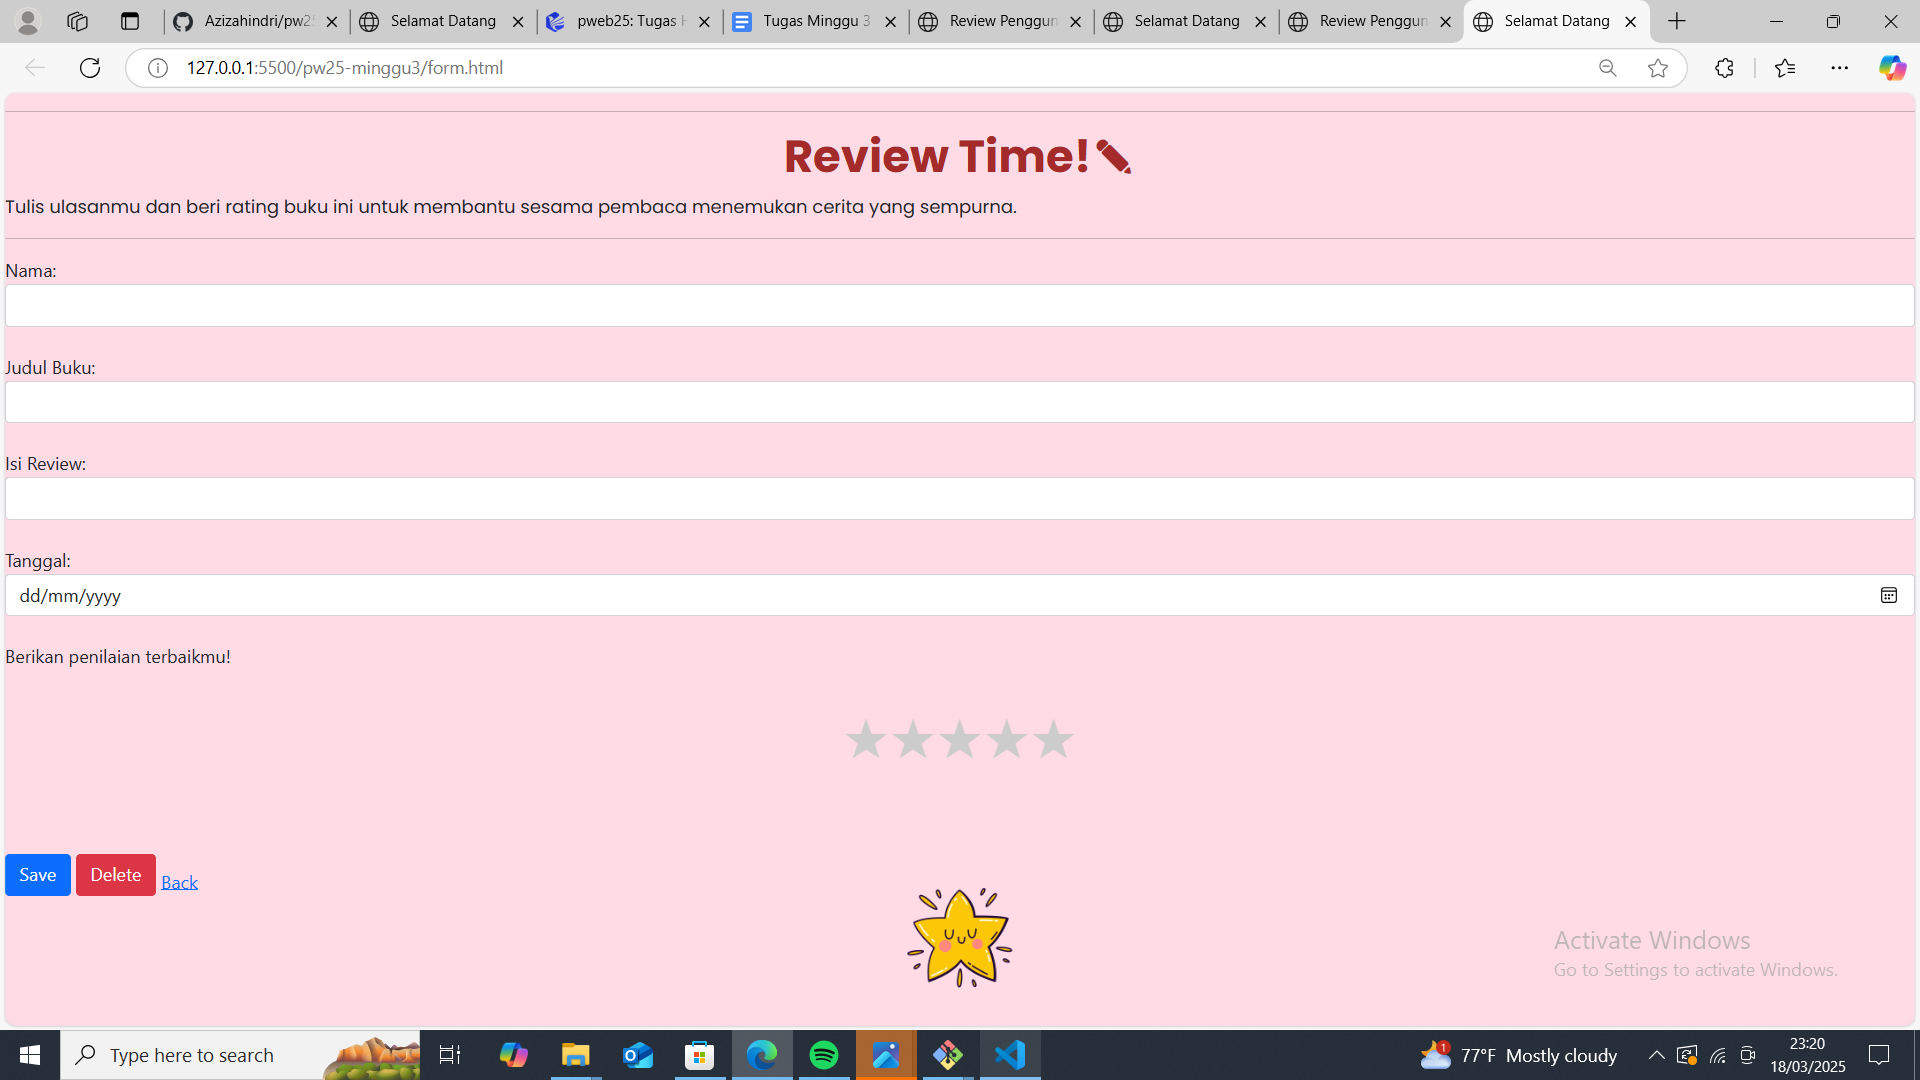 Azizahindri/pw25
Selamat Datang
pweb25: Tugas H
Tugas Minggu 3
Review Penggun
Selamat Datang
Review Penggun
Selamat Datang
127.0.0.1:5500/pw25-minggu3/form.html
Review Time!
Tulis ulasanmu dan beri rating buku ini untuk membantu sesama pembaca menemukan cerita yang sempurna.
Nama:
Judul Buku:
Isi Review:
Tanggal:
dd/mm/yyyy
Berikan penilaian terbaikmu!
Save Delete Back
Activate Windows
Go to Settings to activate Windows.
Type here to search
1
77°F Mostly cloudy
23:20
18/03/2025